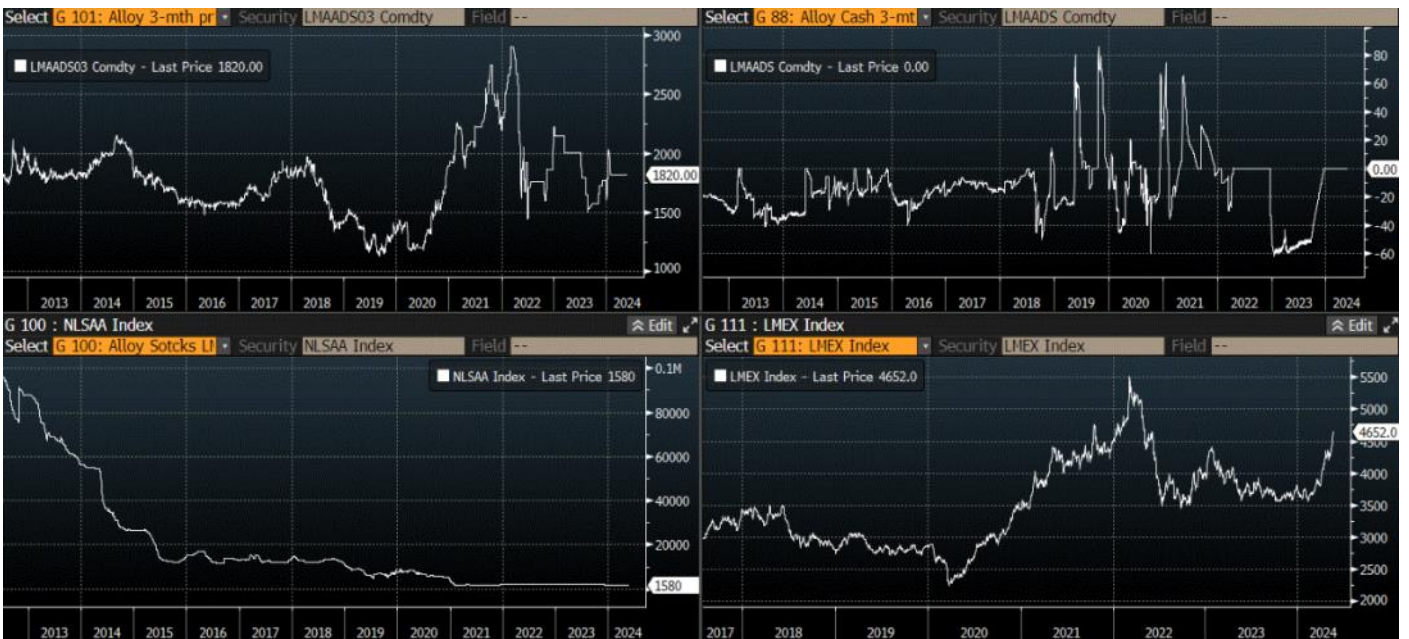 Select G 101: Alloy 3-mth pr Security LMAADS03 Comdty Field --
LMAADS03 Comdty - Last Price 1820.00
3000
2500
2000
1820.00
1500
1000
2013 2014 2015 2016 2017 2018 2019 2020 2021 2022 2023 2024
Select G 88: Alloy Cash 3-mt Security LMAADS Comdty Field --
LMAADS Comdty - Last Price 0.00
80
60
40
20
0.00
-20
-40
-60
2013 2014 2015 2016 2017 2018 2019 2020 2021 2022 2023 2024
G 100 : NLSAA Index Edit
Select G 100: Alloy Sotcks LM Security NLSAA Index Field --
NLSAA Index - Last Price 1580
0.1M
80000
60000
40000
20000
1580
2013 2014 2015 2016 2017 2018 2019 2020 2021 2022 2023 2024
G 111 : LMEX Index Edit
Select G 111: LMEX Index Security LMEX Index Field --
LMEX Index - Last Price 4652.0
5500
5000
4652.0
4500
4000
3500
3000
2500
2000
2017 2018 2019 2020 2021 2022 2023 2024